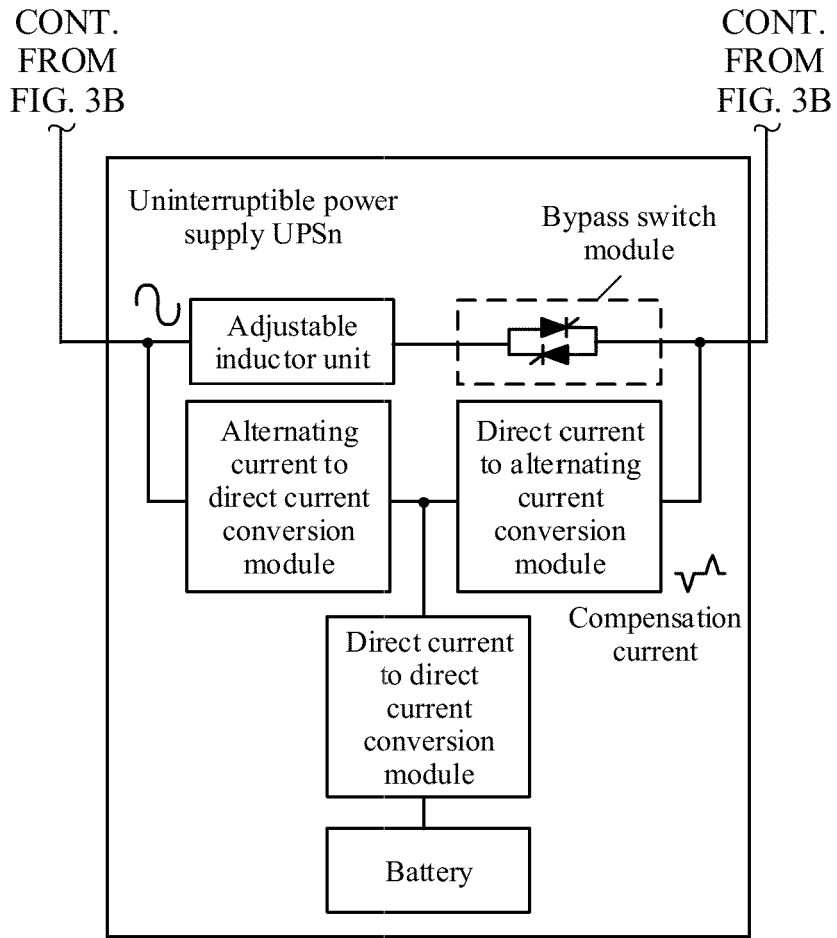 CONT.
FROM
FIG. 3B
CONT.
FROM
FIG. 3B
Uninterruptible power
supply UPSn
Bypass switch
module
Adjustable
inductor unit
Alternating
current to
direct current
conversion
module
Direct current
to alternating
current
conversion
module
Compensation
current
Direct current
to direct
current
conversion
module
Battery